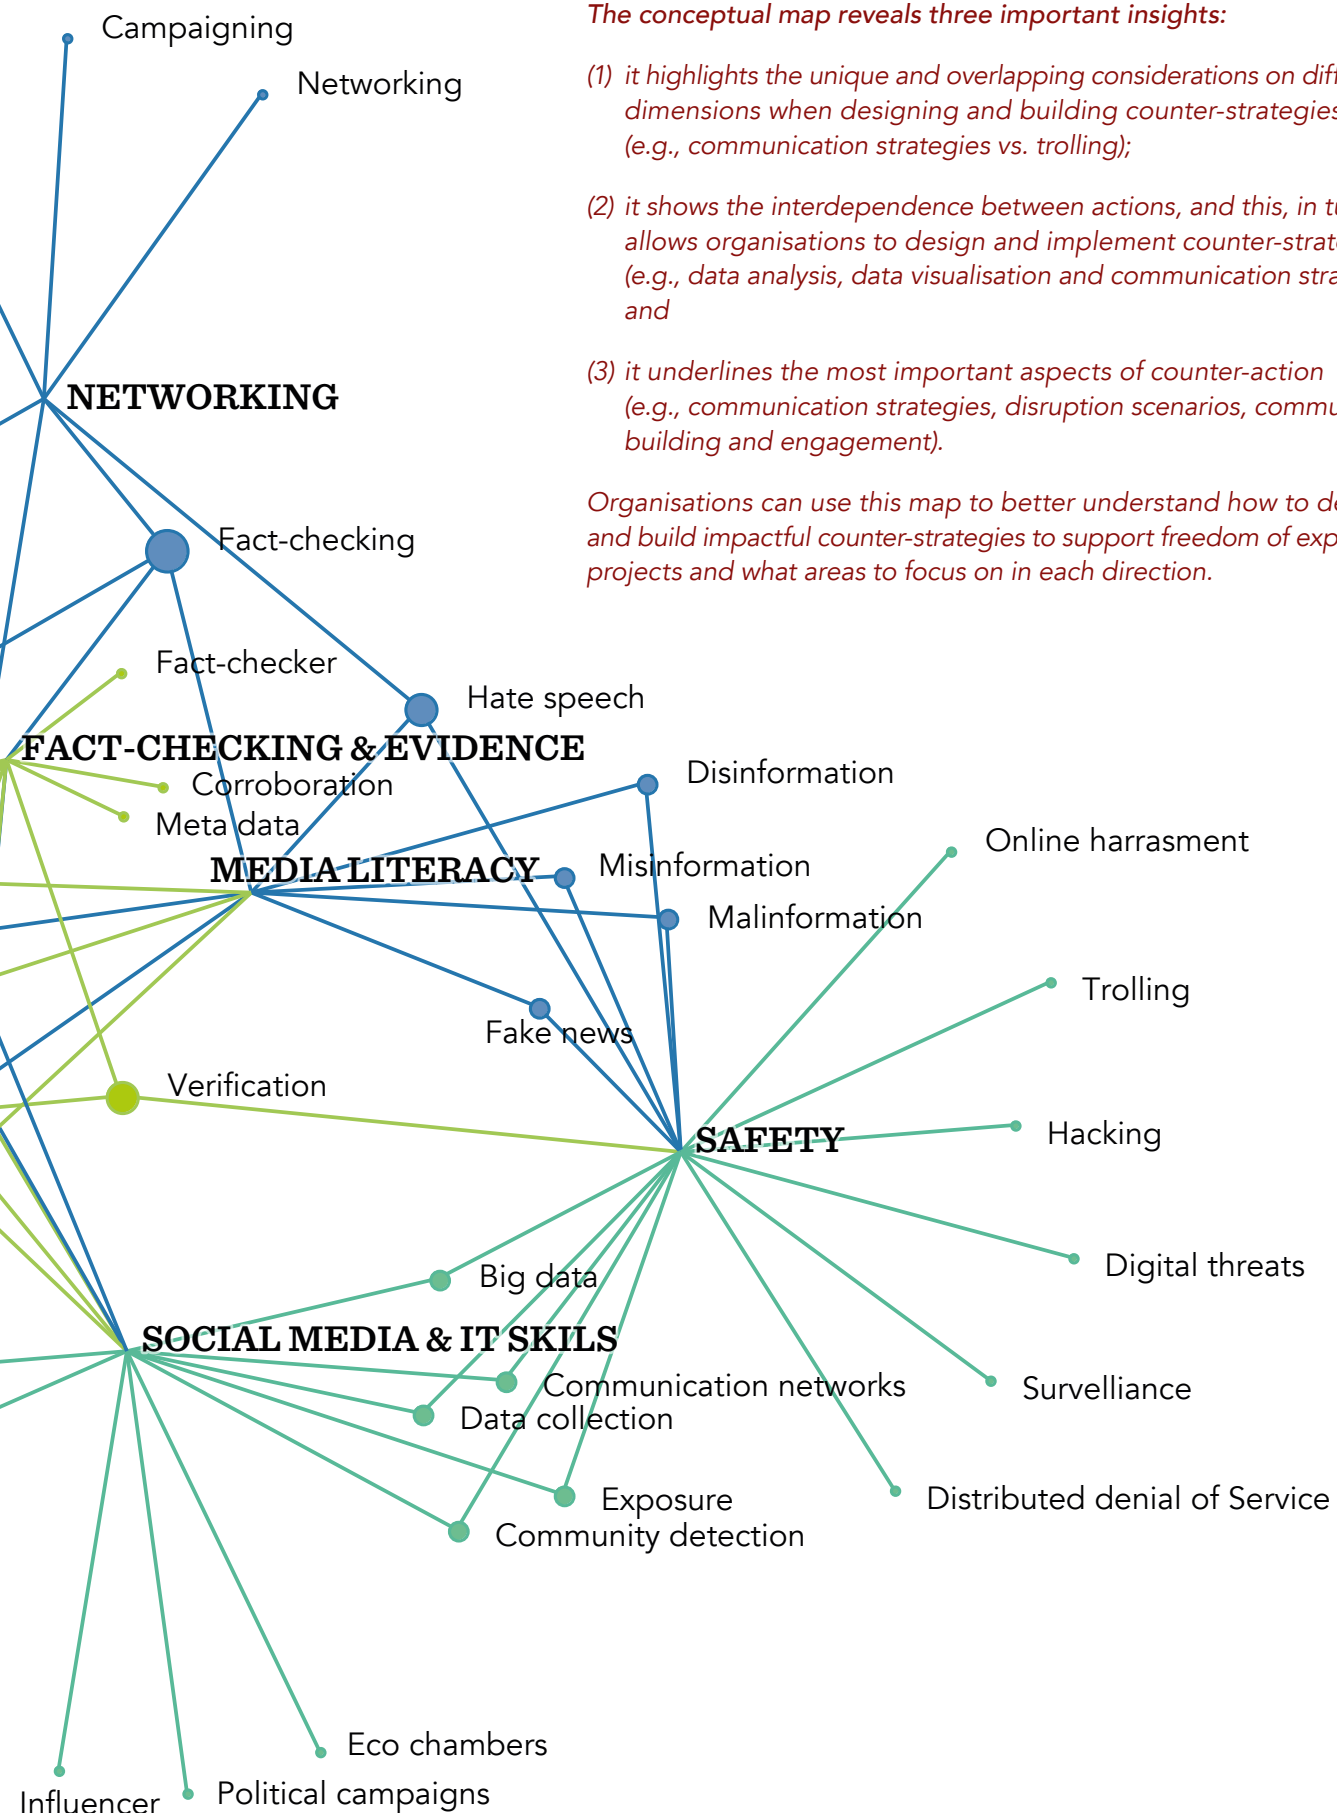 Campaigning
Networking
The conceptual map reveals three important insights:
(1) it highlights the unique and overlapping considerations on
dimensions when designing and building counter-strategies
(e.g., communication strategies vs. trolling);
(2) it shows the interdependence between actions, and this, in
allows organisations to design and implement
(e.g., data analysis, data visualisation and communication
and
(3) it underlines the most important aspects of counter-action
(e.g., communication strategies, disruption scenarios,
building and engagement).
Organisations can use this map to better understand how to
and build impactful counter-strategies to support freedom of
projects and what areas to focus on in each direction.
NETWORKING
Fact-checking
Fact-checker
Hate speech
FACT-CHECKING & EVIDENCE
Corroboration
Meta data
Disinformation
Online harrasment
MEDIA LITERACY
Misinformation
Malinformation
Trolling
Fake news
Verification
SAFETY
Hacking
Big data
Digital threats
SOCIAL MEDIA & IT SKILS
Communication networks
Survelliance
Data collection
Exposure
Distributed denial of Service
Community detection
Eco chambers
Political campaigns
Influencer